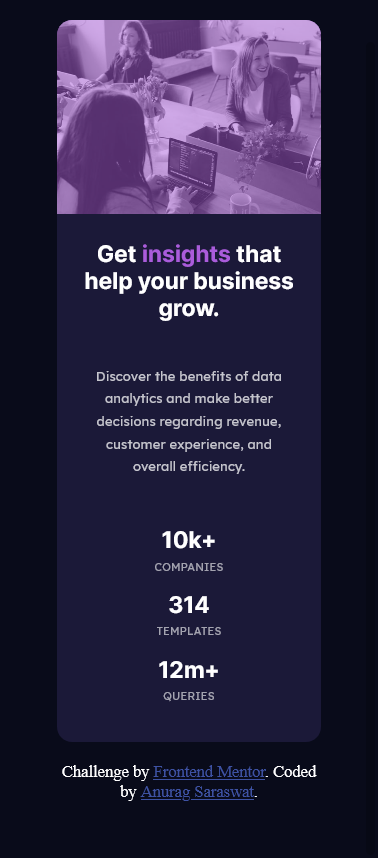 Get insights that
help your business
grow.
Discover the benefits of data
analytics and make better
decisions regarding revenue,
customer experience, and
overall efficiency.
10k+
COMPANIES
314
TEMPLATES
12m+
QUERIES
Challenge by Frontend Mentor. Coded
by Anurag Saraswat.